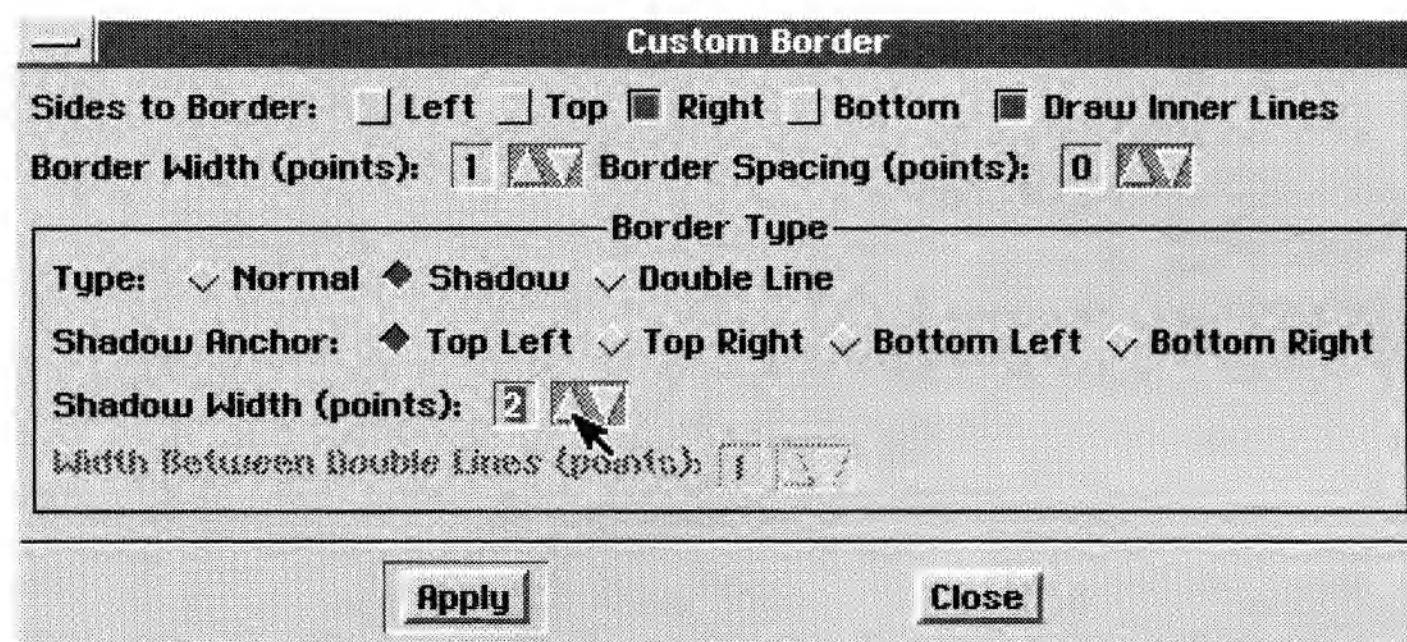 Custom Border
Sides to Border: Left Top Right Bottom Draw Inner Lines
Border Width (points): 1 Border Spacing (points): 0
Border Type
Type: Normal Shadow Double Line
Shadow Anchor: Top Left Top Right Bottom Left Bottom Right
Shadow Width (points): 2
Width Between Double Lines (points): 1
Apply Close